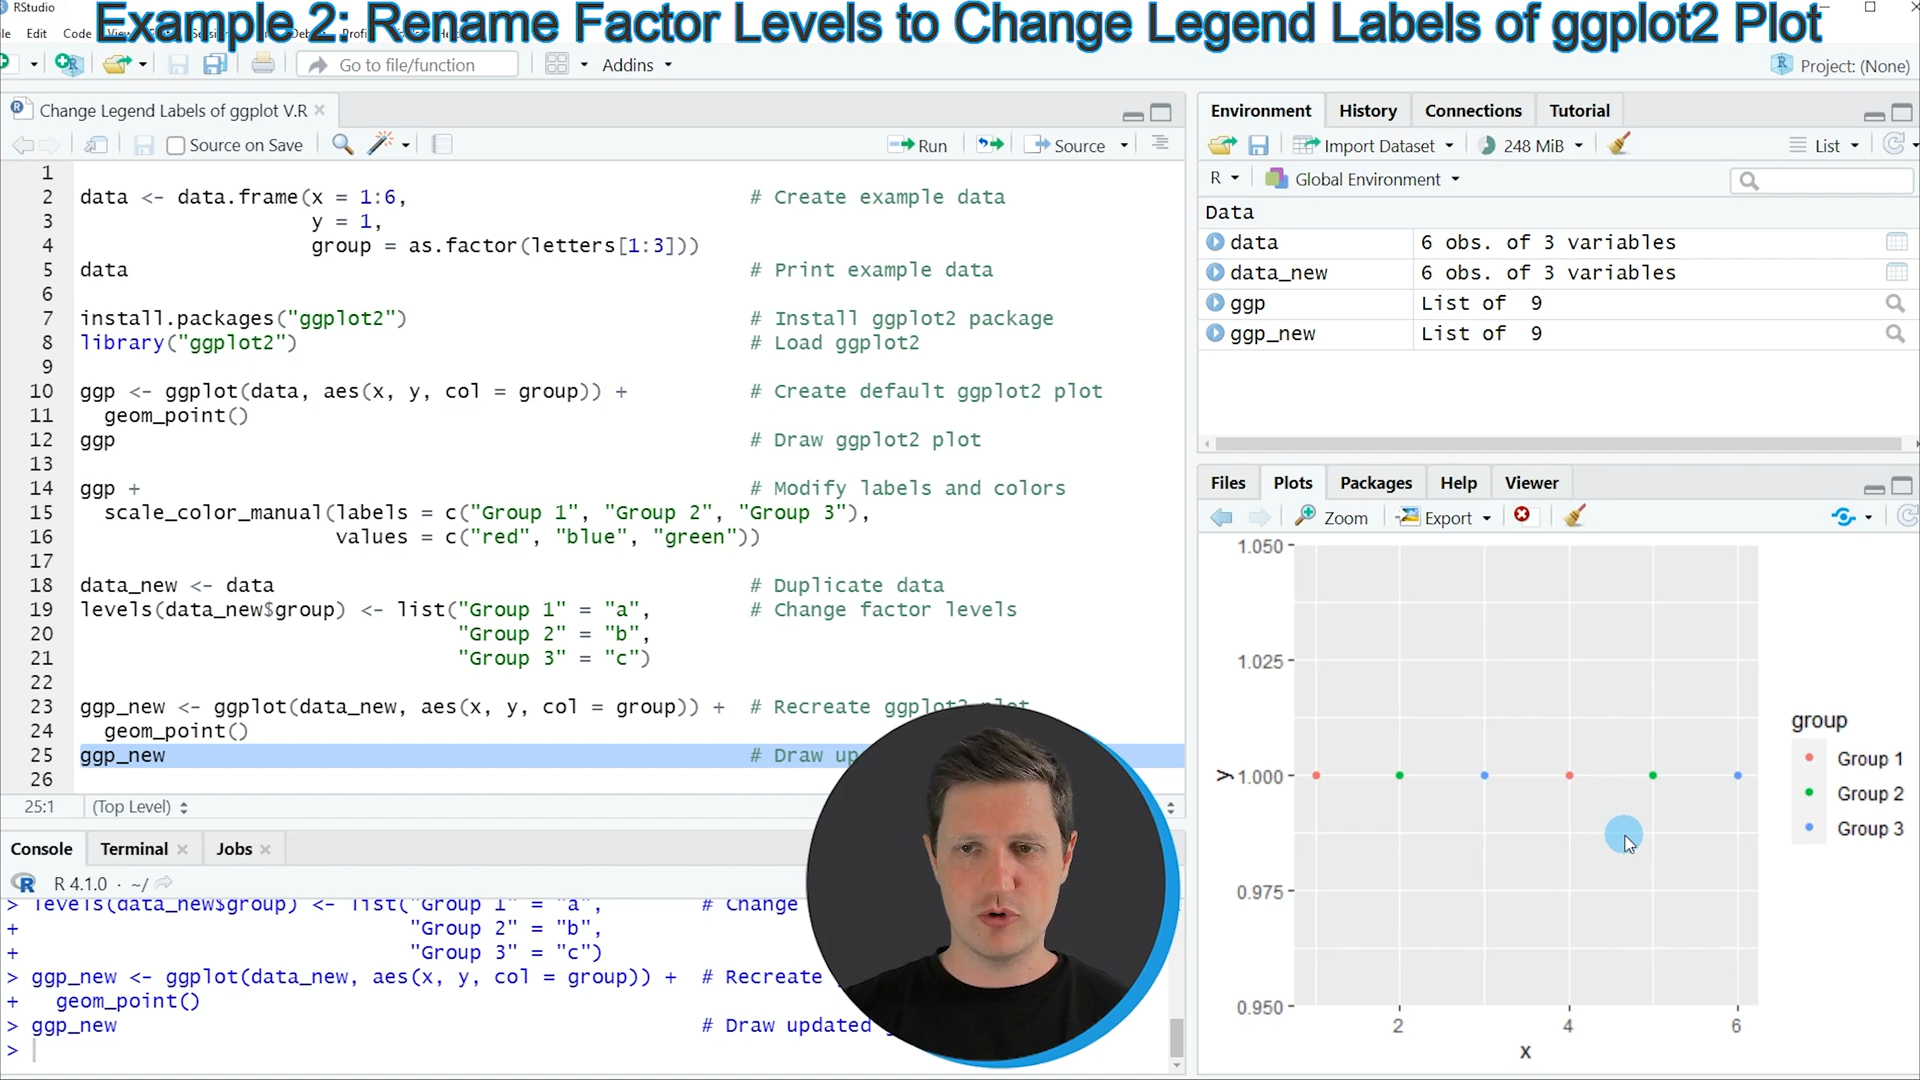 RStudio
Example 2: Rename Factor Levels to Change Legend Labels of ggplot2 Plot
Edit Code
Go to file/function
Addins
Project: (None)
Change Legend Labels of ggplot V.R
Source on Save
Run
Source
1
2 data <- data.frame(x = 1:6, # Create example data
3 y = 1,
4 group = as.factor(letters[1:3]))
5 data # Print example data
6
7 install.packages("ggplot2") # Install ggplot2 package
8 library("ggplot2") # Load ggplot2
9
10 ggp <- ggplot(data, aes(x, y, col = group)) + # Create default ggplot2 plot
11 geom_point()
12 ggp # Draw ggplot2 plot
13
14 ggp + # Modify labels and colors
15 scale_color_manual(labels = c("Group 1", "Group 2", "Group 3"),
16 values = c("red", "blue", "green"))
17
18 data_new <- data # Duplicate data
19 levels(data_new$group) <- list("Group 1" = "a", # Change factor levels
20 "Group 2" = "b",
21 "Group 3" = "c")
22
23 ggp_new <- ggplot(data_new, aes(x, y, col = group)) + # Recreate ggplot2 plot
24 geom_point()
25 ggp_new # Draw up
26
25:1 (Top Level)
Console Terminal Jobs
R 4.1.0 · ~/
> levels(data_new$group) <- list("Group 1" = "a", # Change
+ "Group 2" = "b",
+ "Group 3" = "c")
> ggp_new <- ggplot(data_new, aes(x, y, col = group)) + # Recreate
+ geom_point()
> ggp_new # Draw updated
>
Environment History Connections Tutorial
Import Dataset 248 MiB List
R Global Environment
Data
data 6 obs. of 3 variables
data_new 6 obs. of 3 variables
ggp List of 9
ggp_new List of 9
Files Plots Packages Help Viewer
Zoom Export
1.050
1.025
1.000
0.975
0.950
y
2 4 6
x
group
Group 1
Group 2
Group 3